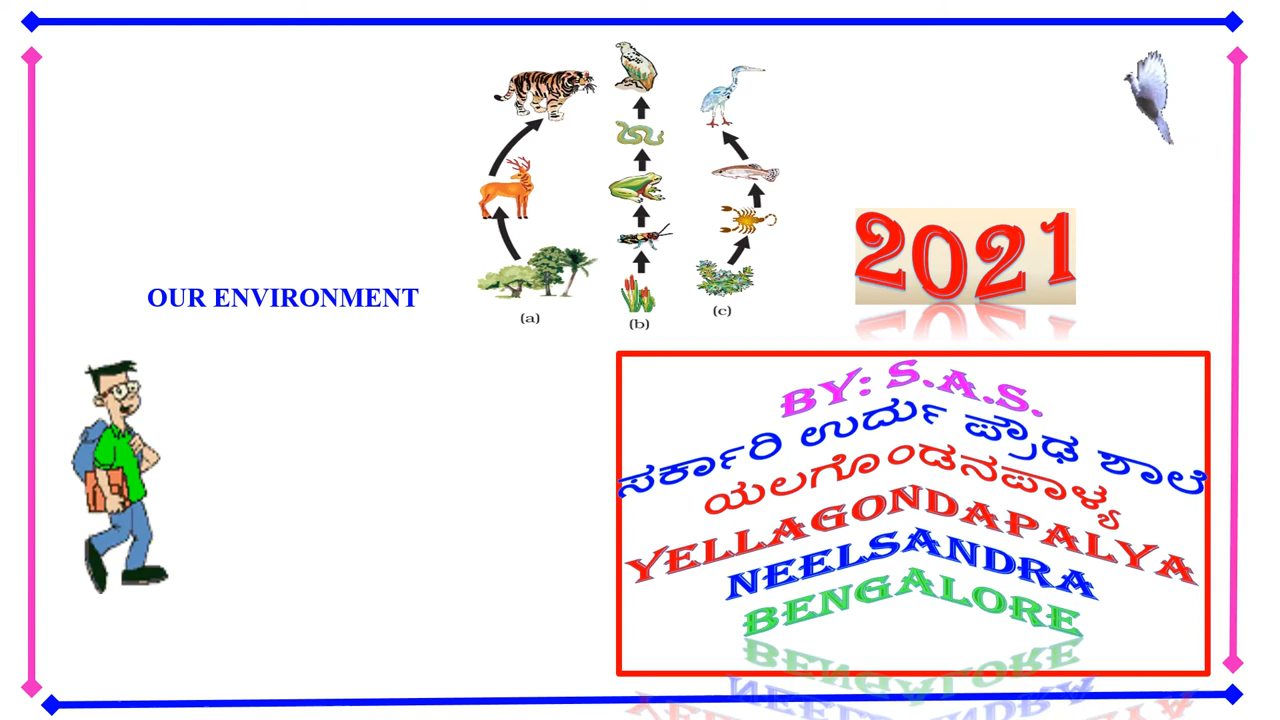 OUR ENVIRONMENT
(a)
(b)
(c)
2021
BY: S.A.S.
ಸರ್ಕಾರಿ ಉರ್ದು ಪ್ರೌಢ ಶಾಲೆ
ಯಲಗೊಂಡನಪಾಳ್ಯ
YELLAGONDAPALYA
NEELSANDRA
BENGALORE